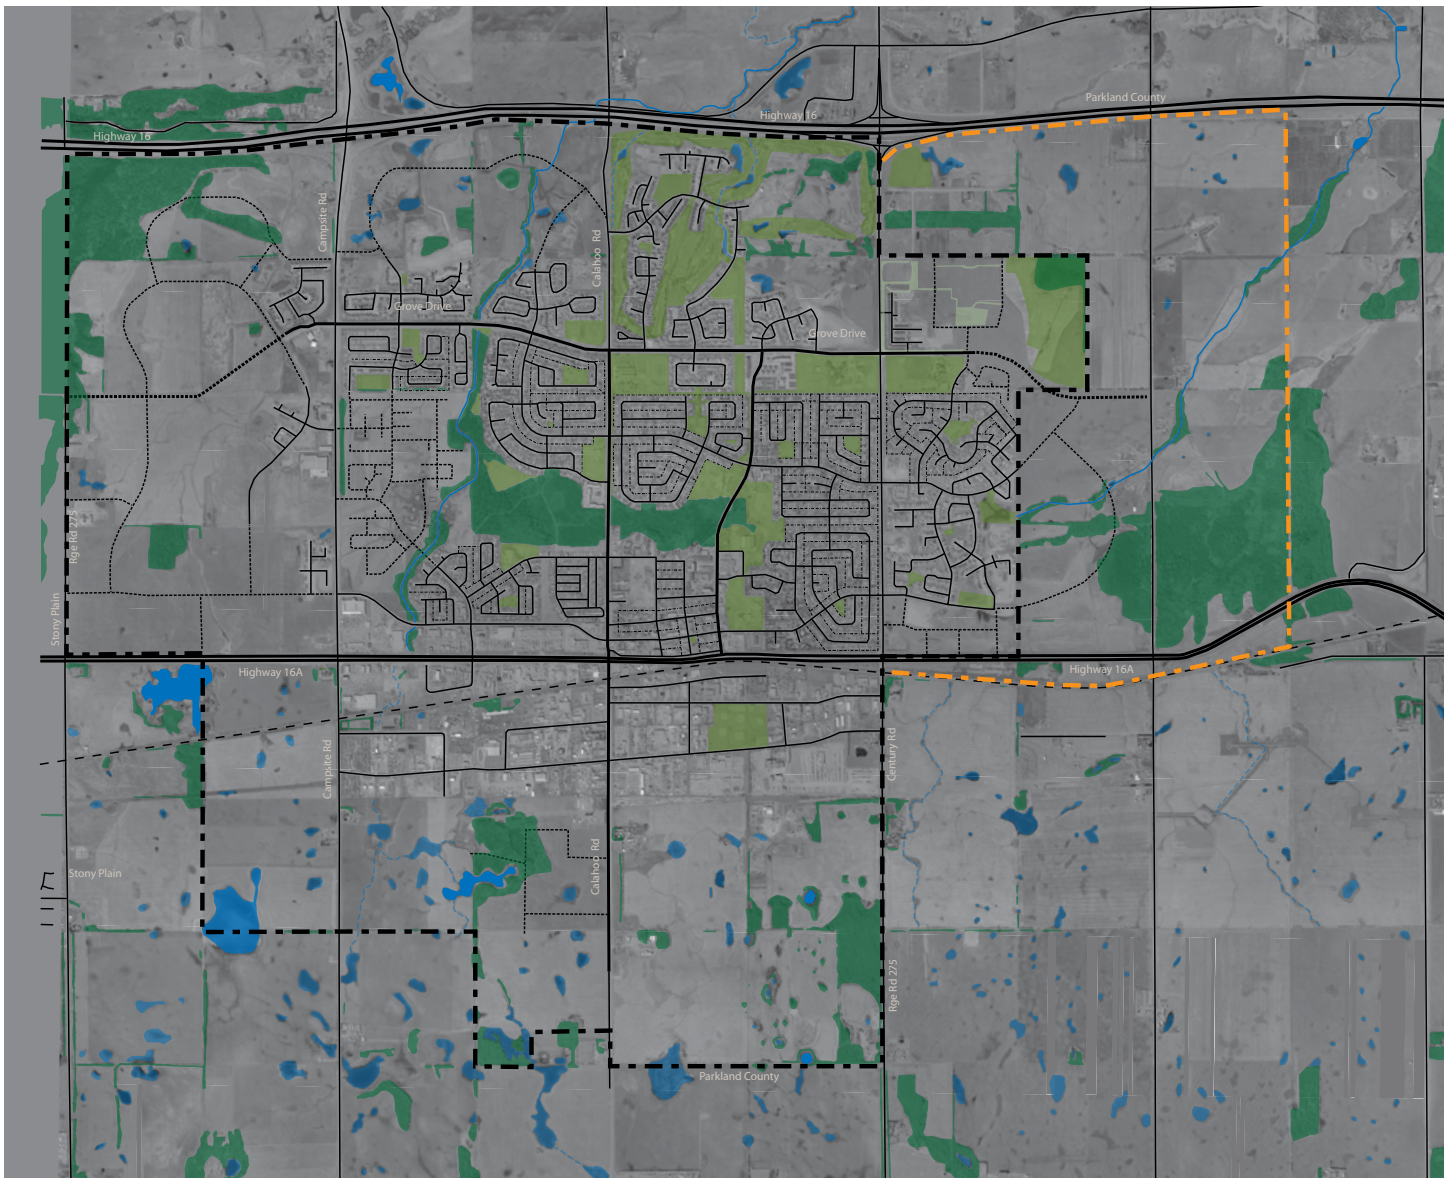 Parkland County
Highway 16
Highway 16
Campsite Rd
Calahoo Rd
Grove Drive
Grove Drive
Rge Rd 275
Stony Plain
Highway 16A
Highway 16A
Campsite Rd
Century Rd
Calahoo Rd
Stony Plain
Rge Rd 275
Parkland County